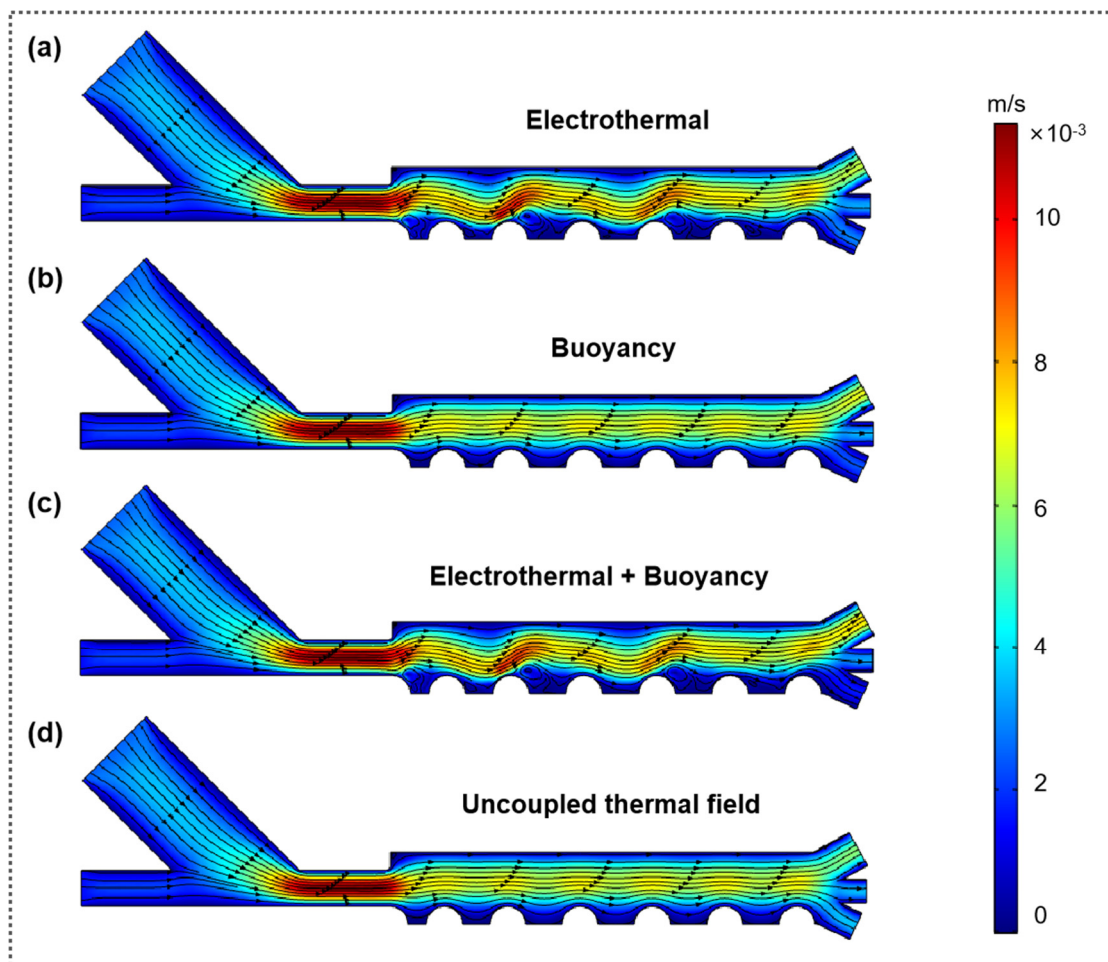 (a)
Electrothermal
(b)
Buoyancy
(c)
Electrothermal + Buoyancy
(d)
Uncoupled thermal field
m/s
×10⁻³
10
8
6
4
2
0